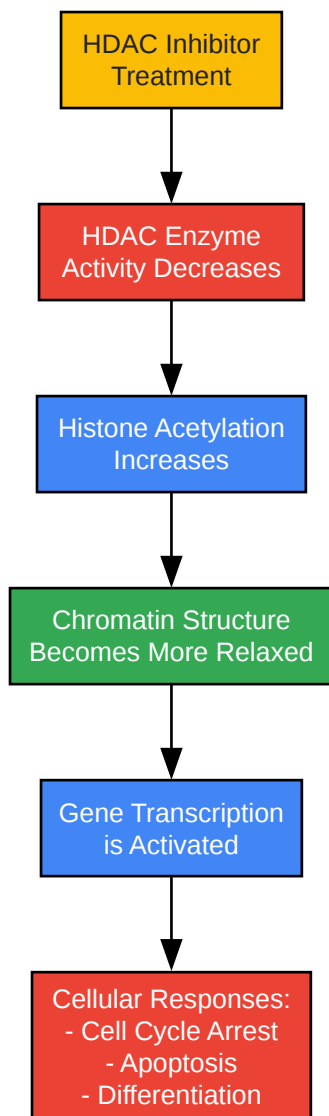 HDAC Inhibitor
Treatment
HDAC Enzyme
Activity Decreases
Histone Acetylation
Increases
Chromatin Structure
Becomes More Relaxed
Gene Transcription
is Activated
Cellular Responses:
- Cell Cycle Arrest
- Apoptosis
- Differentiation